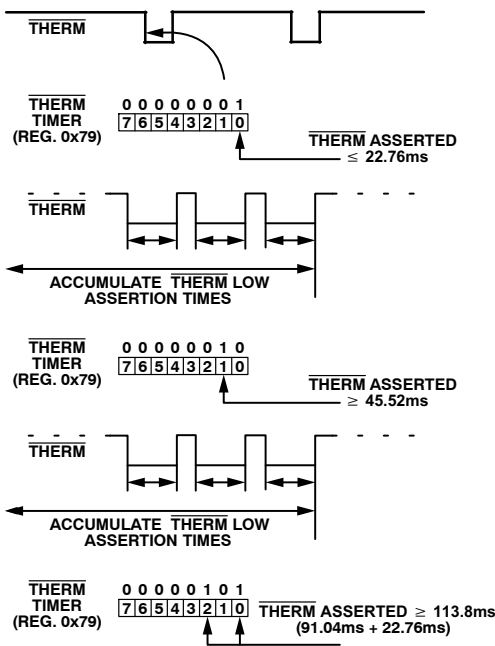 THERM
THERM
TIMER
(REG. 0x79)
0 0 0 0 0 0 0 1
7 6 5 4 3 2 1 0
THERM ASSERTED
≤ 22.76ms
THERM
ACCUMULATE THERM LOW
ASSERTION TIMES
THERM
TIMER
(REG. 0x79)
0 0 0 0 0 0 1 0
7 6 5 4 3 2 1 0
THERM ASSERTED
≥ 45.52ms
THERM
ACCUMULATE THERM LOW
ASSERTION TIMES
THERM
TIMER
(REG. 0x79)
0 0 0 0 0 1 0 1
7 6 5 4 3 2 1 0
THERM ASSERTED ≥ 113.8ms
(91.04ms + 22.76ms)